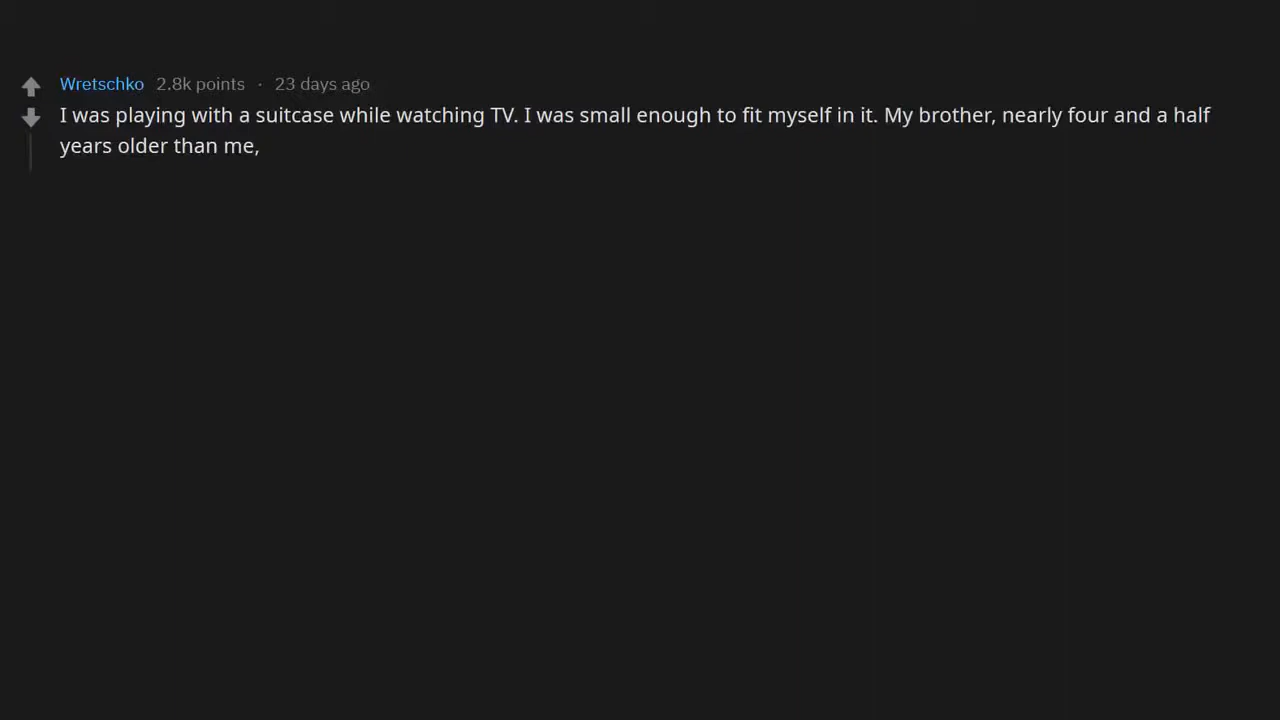 Wretschko 2.8k points · 23 days ago
I was playing with a suitcase while watching TV. I was small enough to fit myself in it. My brother, nearly four and a half
years older than me,